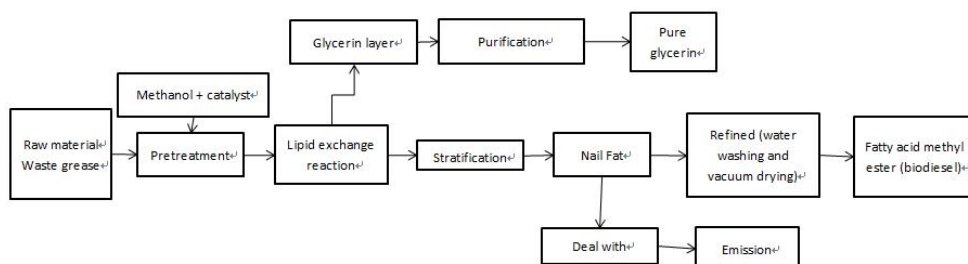 Glycerin layer
Purification
Pure
glycerin
Methanol + catalyst
Raw material
Waste grease
Pretreatment
Lipid exchange
reaction
Stratification
Nail Fat
Refined (water
washing and
vacuum drying)
Fatty acid methyl
ester (biodiesel)
Deal with
Emission